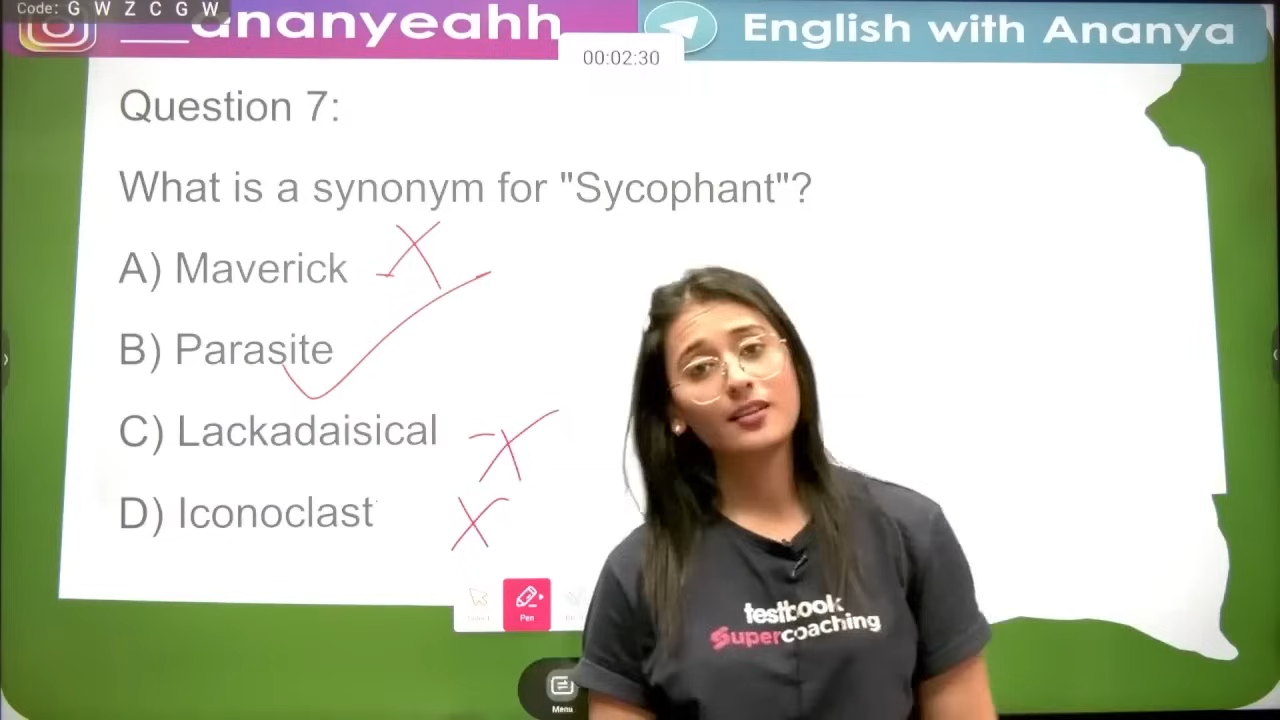 Code: G W Z C G W
___ananyeahh
English with Ananya
00:02:30
Question 7:
What is a synonym for "Sycophant"?
A) Maverick
B) Parasite
C) Lackadaisical
D) Iconoclast
Pen
testbook
Supercoaching
Menu